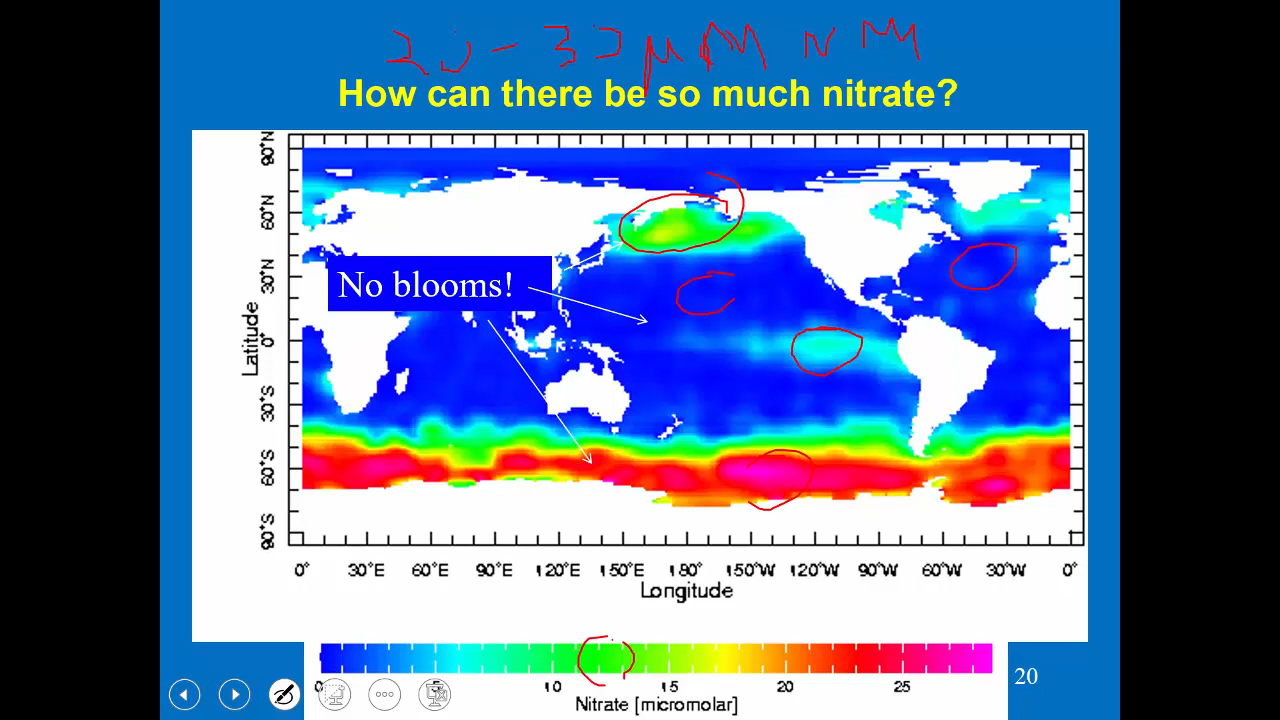 20 - 30 μM nM
How can there be so much nitrate?
90°N
60°N
30°N
0°
30°S
60°S
90°S
Latitude
No blooms!
0° 30°E 60°E 90°E 120°E 150°E 180° 150°W 120°W 90°W 60°W 30°W 0°
Longitude
0 10 15 20 25
Nitrate [micromolar]
20